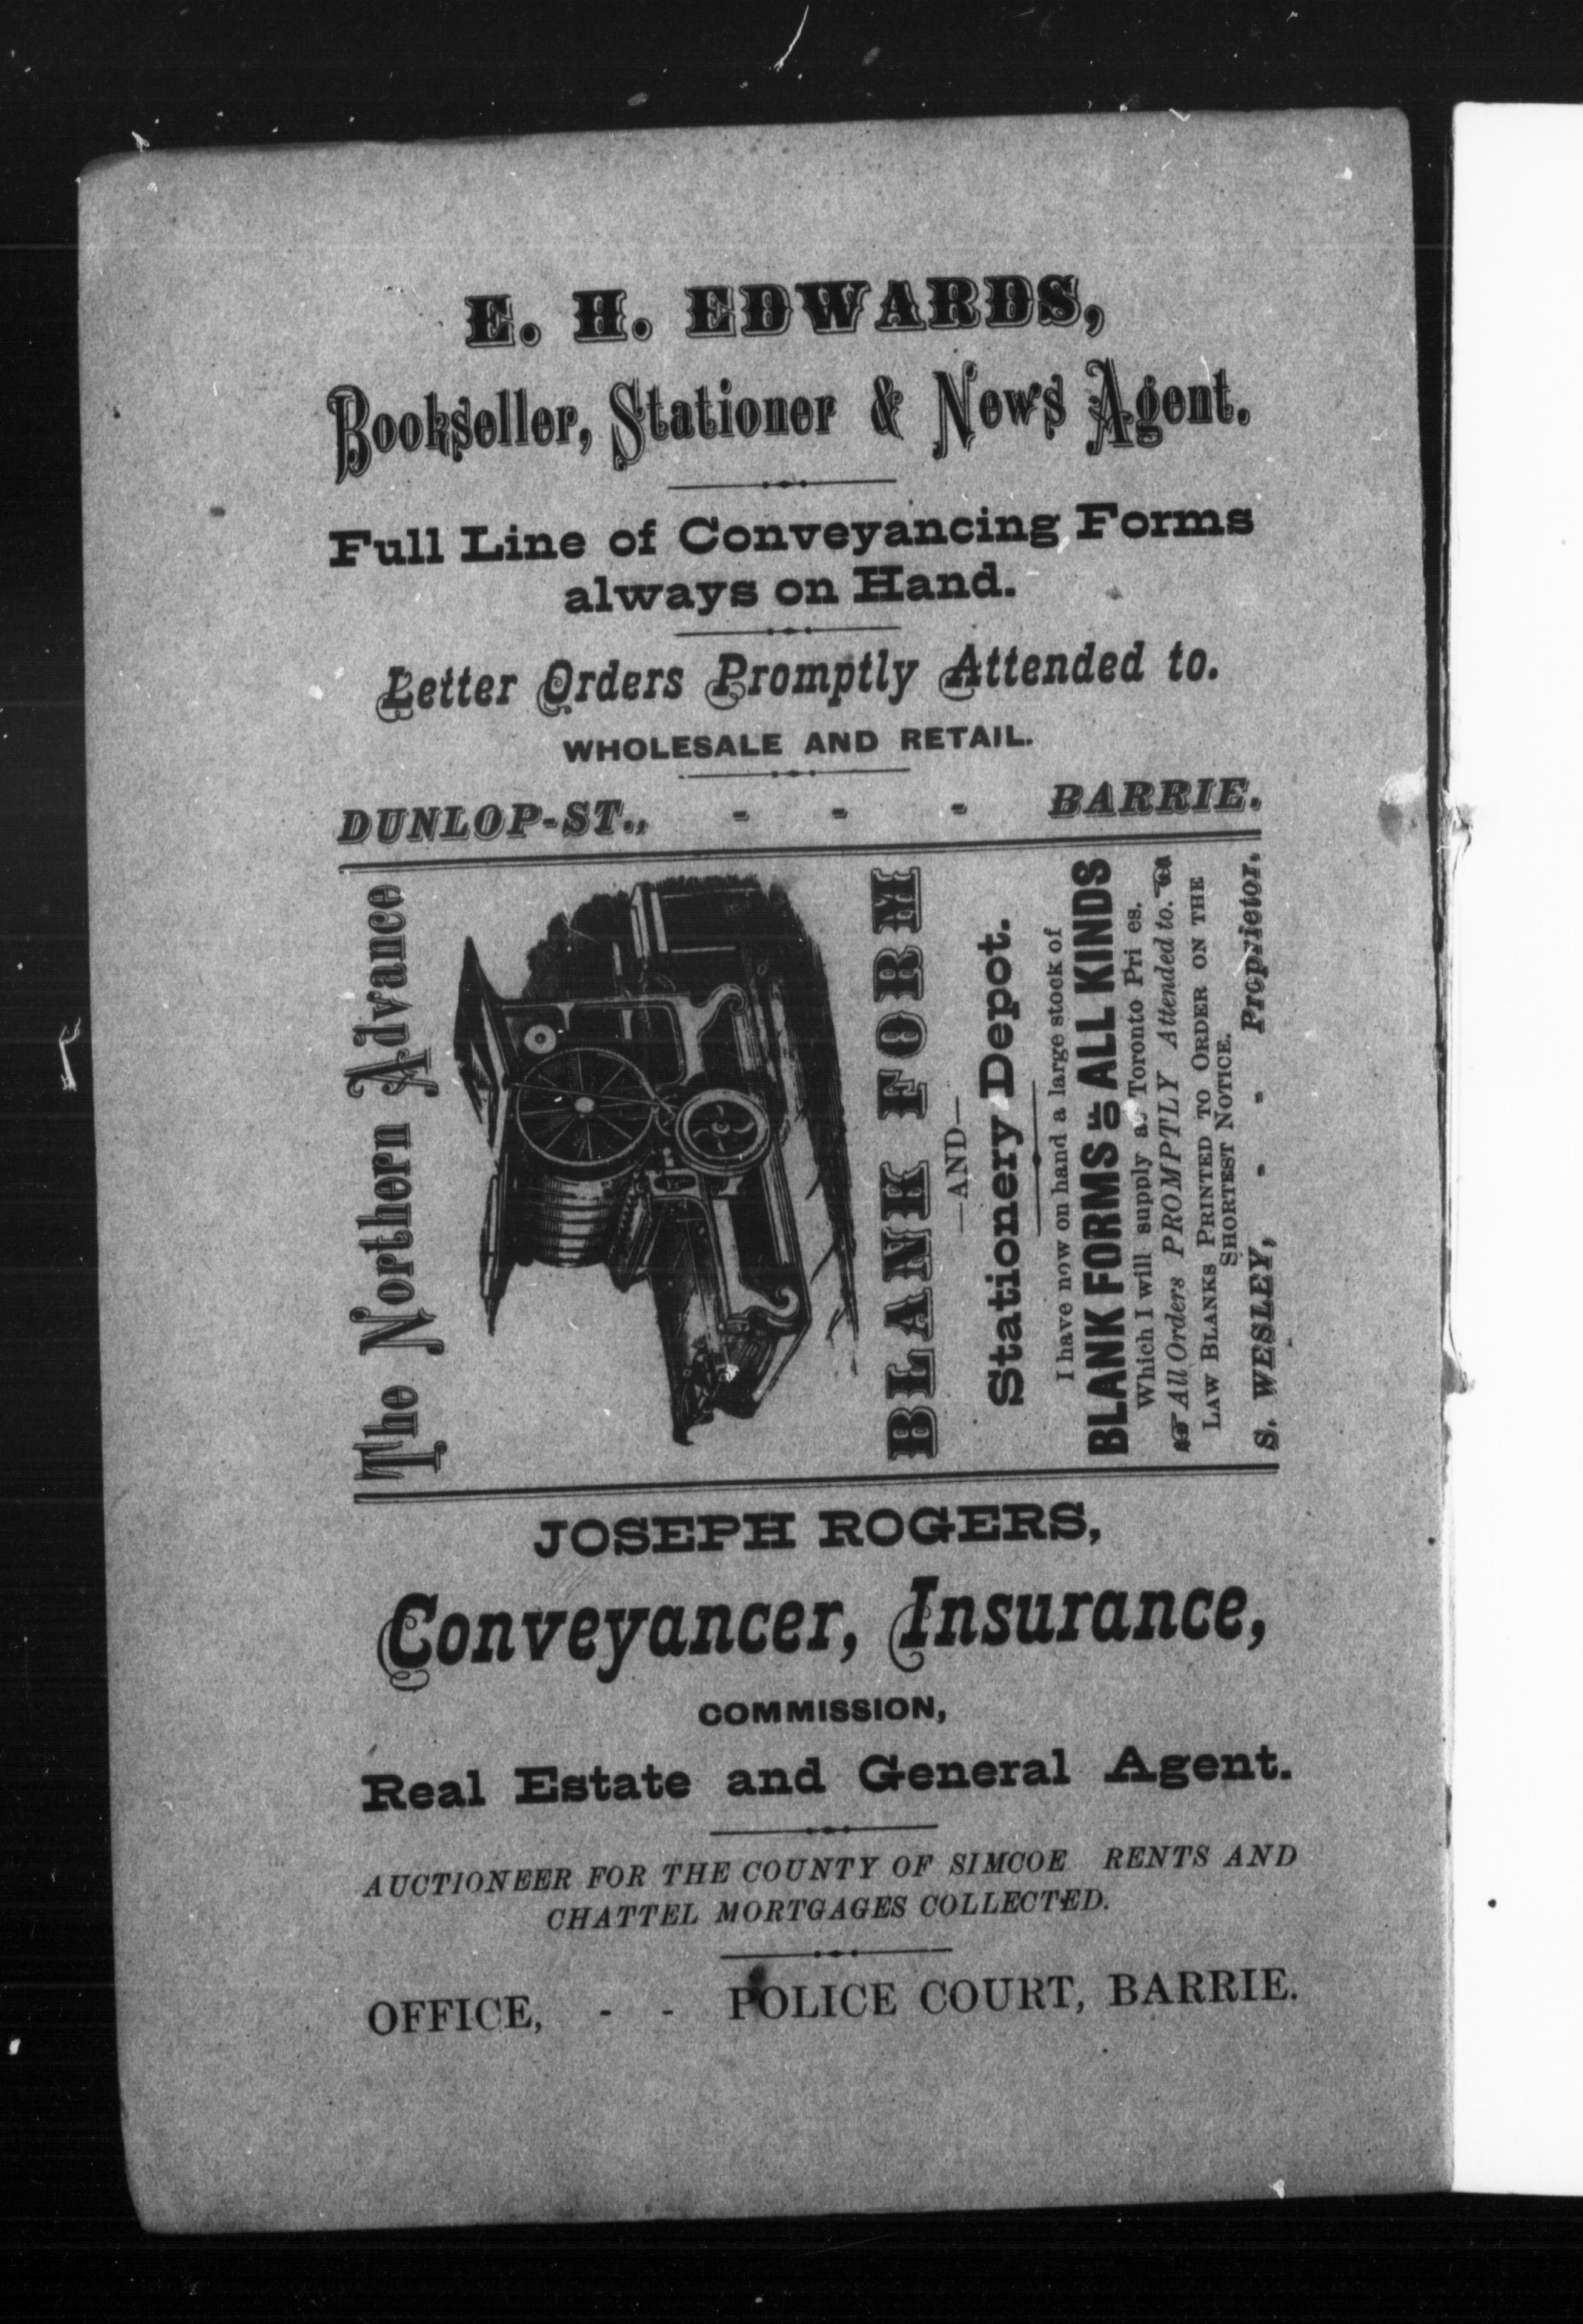 E. H. EDWARDS,
Bookseller, Stationer & News Agent.
Full Line of Conveyancing Forms
always on Hand.
Letter Orders Promptly Attended to.
WHOLESALE AND RETAIL.
DUNLOP-ST., - - - BARRIE.
The Northern Advance
BLANK FORM
—AND—
Stationery Depot.
I have now on hand a large stock of
BLANK FORMS OF ALL KINDS
Which I will supply at Toronto Pri es.
☞ All Orders PROMPTLY Attended to. ☜
LAW BLANKS PRINTED TO ORDER ON THE
SHORTEST NOTICE.
S. WESLEY, - - Proprietor.
JOSEPH ROGERS,
Conveyancer, Insurance,
COMMISSION,
Real Estate and General Agent.
AUCTIONEER FOR THE COUNTY OF SIMCOE RENTS AND
CHATTEL MORTGAGES COLLECTED.
OFFICE, - - POLICE COURT, BARRIE.